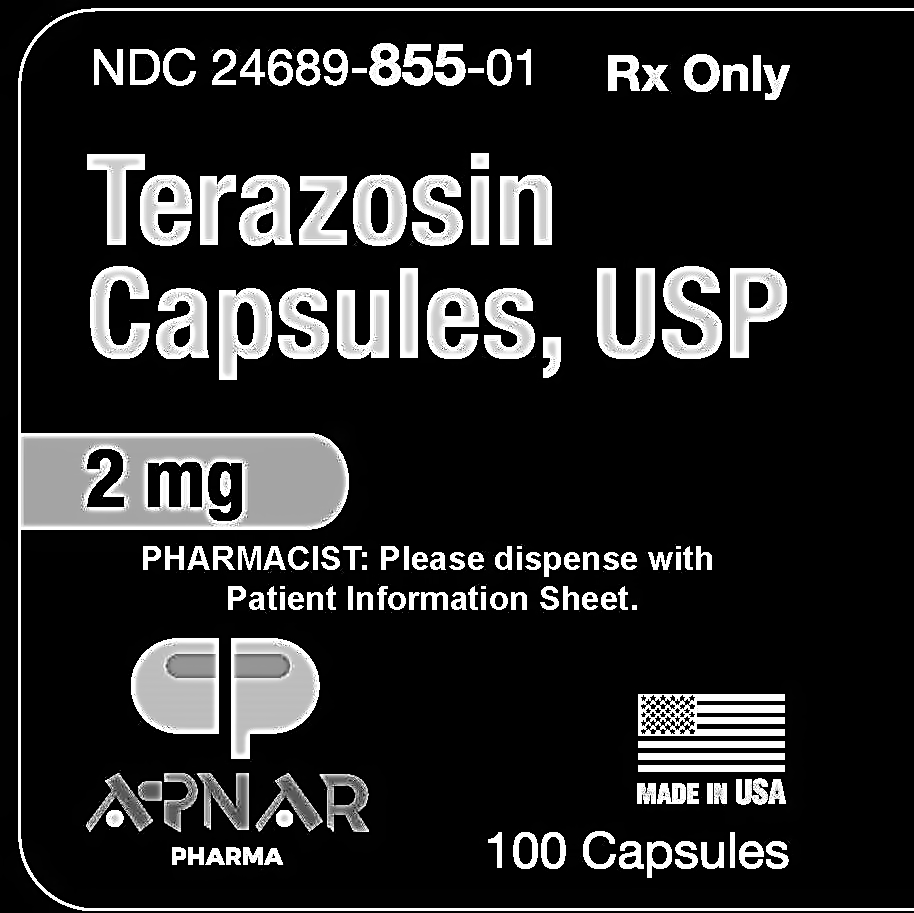 NDC 24689-855-01 Rx Only
Terazosin
Capsules, USP
2 mg
PHARMACIST: Please dispense with
Patient Information Sheet.
APNAR
PHARMA
MADE IN USA
100 Capsules